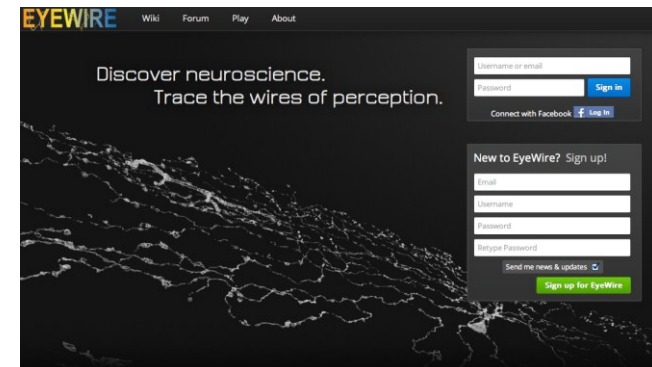 EYEWIRE Wiki Forum Play About
Discover neuroscience.
Trace the wires of perception.
Username or email
Password Sign in
Connect with Facebook f Log In
New to EyeWire? Sign up!
Email
Username
Password
Retype Password
Send me news & updates
Sign up for EyeWire